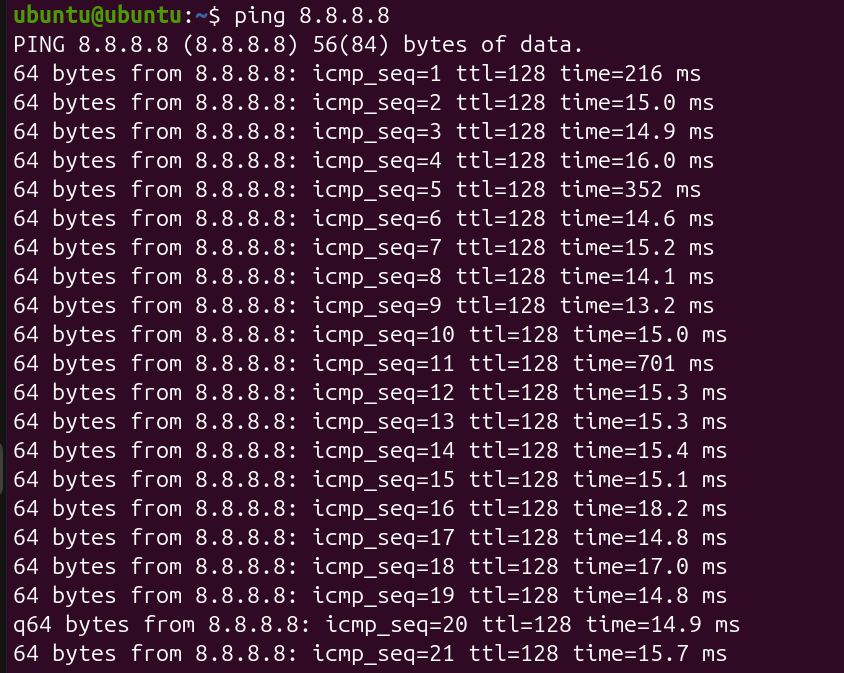 ubuntu@ubuntu:~$ ping 8.8.8.8
PING 8.8.8.8 (8.8.8.8) 56(84) bytes of data.
64 bytes from 8.8.8.8: icmp_seq=1 ttl=128 time=216 ms
64 bytes from 8.8.8.8: icmp_seq=2 ttl=128 time=15.0 ms
64 bytes from 8.8.8.8: icmp_seq=3 ttl=128 time=14.9 ms
64 bytes from 8.8.8.8: icmp_seq=4 ttl=128 time=16.0 ms
64 bytes from 8.8.8.8: icmp_seq=5 ttl=128 time=352 ms
64 bytes from 8.8.8.8: icmp_seq=6 ttl=128 time=14.6 ms
64 bytes from 8.8.8.8: icmp_seq=7 ttl=128 time=15.2 ms
64 bytes from 8.8.8.8: icmp_seq=8 ttl=128 time=14.1 ms
64 bytes from 8.8.8.8: icmp_seq=9 ttl=128 time=13.2 ms
64 bytes from 8.8.8.8: icmp_seq=10 ttl=128 time=15.0 ms
64 bytes from 8.8.8.8: icmp_seq=11 ttl=128 time=701 ms
64 bytes from 8.8.8.8: icmp_seq=12 ttl=128 time=15.3 ms
64 bytes from 8.8.8.8: icmp_seq=13 ttl=128 time=15.3 ms
64 bytes from 8.8.8.8: icmp_seq=14 ttl=128 time=15.4 ms
64 bytes from 8.8.8.8: icmp_seq=15 ttl=128 time=15.1 ms
64 bytes from 8.8.8.8: icmp_seq=16 ttl=128 time=18.2 ms
64 bytes from 8.8.8.8: icmp_seq=17 ttl=128 time=14.8 ms
64 bytes from 8.8.8.8: icmp_seq=18 ttl=128 time=17.0 ms
64 bytes from 8.8.8.8: icmp_seq=19 ttl=128 time=14.8 ms
q64 bytes from 8.8.8.8: icmp_seq=20 ttl=128 time=14.9 ms
64 bytes from 8.8.8.8: icmp_seq=21 ttl=128 time=15.7 ms